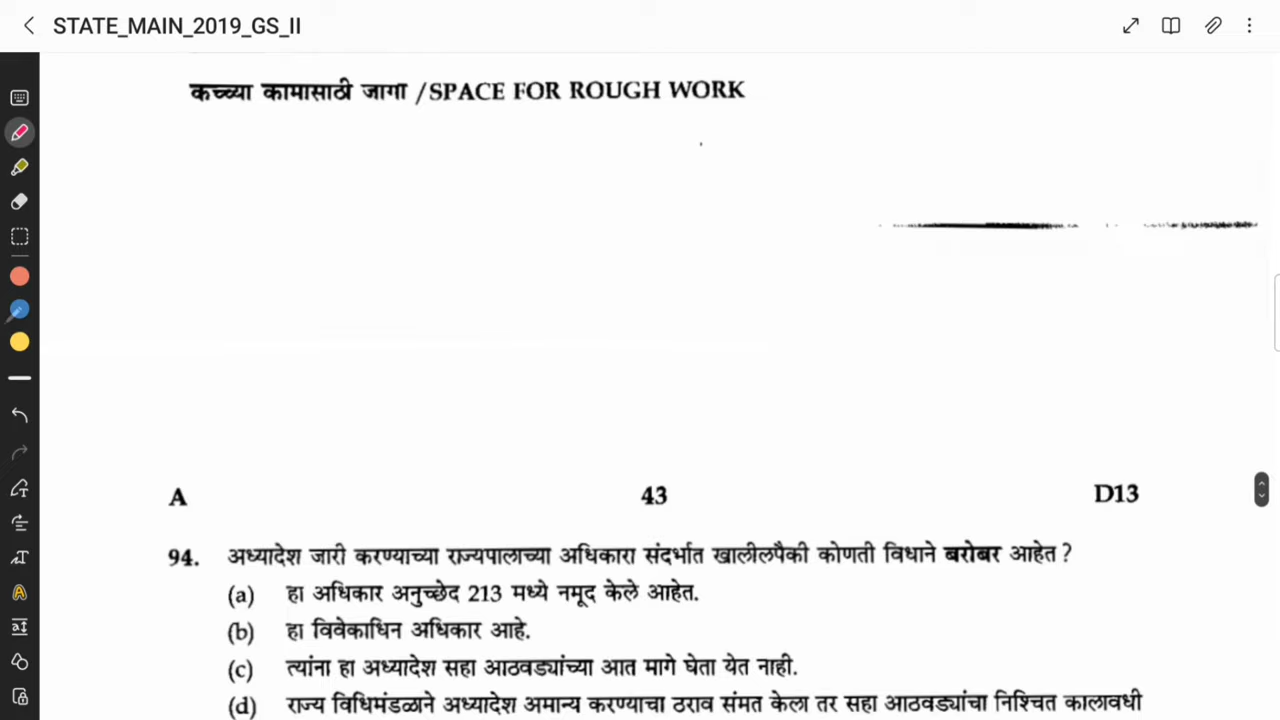 STATE_MAIN_2019_GS_II
कच्च्या कामासाठी जागा /SPACE FOR ROUGH WORK
A 43 D13
94. अध्यादेश जारी करण्याच्या राज्यपालाच्या अधिकारा संदर्भात खालीलपैकी कोणती विधाने बरोबर आहेत ?
(a) हा अधिकार अनुच्छेद 213 मध्ये नमूद केले आहेत.
(b) हा विवेकाधिन अधिकार आहे.
(c) त्यांना हा अध्यादेश सहा आठवड्यांच्या आत मागे घेता येत नाही.
(d) राज्य विधिमंडळाने अध्यादेश अमान्य करण्याचा ठराव संमत केला तर सहा आठवड्यांचा निश्चित कालावधी